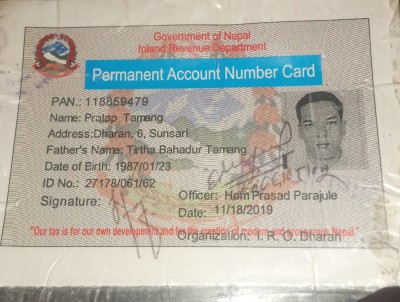 Government of Nepal
Inland Revenue Department
Permanent Account Number Card
PAN.: 118859479
Name: Pratap Tamang
Address:Dharan, 6, Sunsari
Father's Name: Tirtha Bahadur Tamang
Date of Birth: 1987/01/23
ID No.: 27178/061/62
Signature:
Officer: Hom Prasad Parajule
Date: 11/18/2019
"Our tax is for our own development and for the creation of modern and prosperous Nepal."
Organization: I. R. O. Dharan